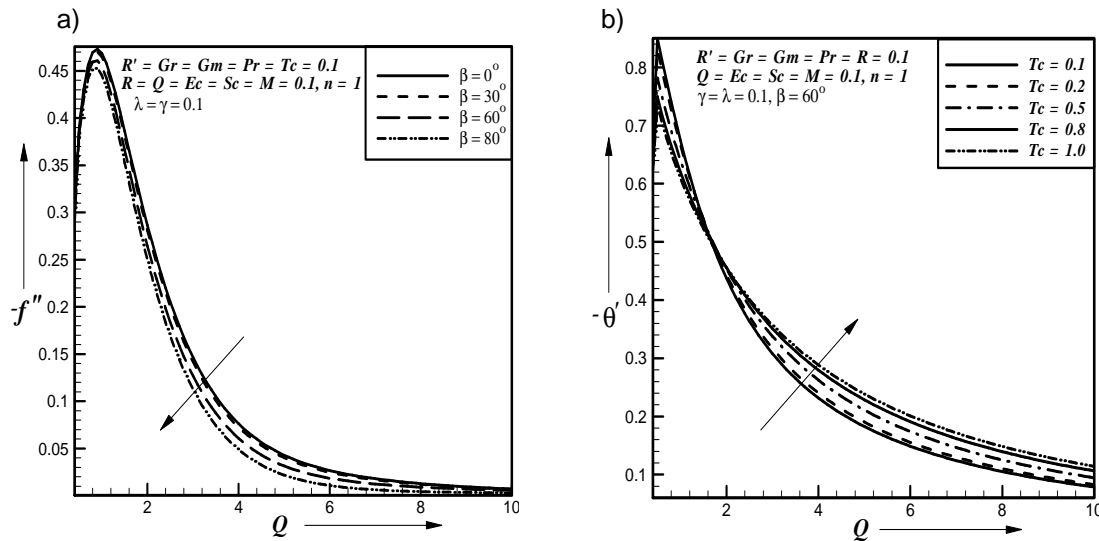 a)
R' = Gr = Gm = Pr = Tc = 0.1
R = Q = Ec = Sc = M = 0.1, n = 1
λ = γ = 0.1
β = 0°
β = 30°
β = 60°
β = 80°
0.45
0.4
0.35
0.3
0.25
0.2
0.15
0.1
0.05
-f''
2
4
6
8
10
Q
b)
R' = Gr = Gm = Pr = R = 0.1
Q = Ec = Sc = M = 0.1, n = 1
γ = λ = 0.1, β = 60°
Tc = 0.1
Tc = 0.2
Tc = 0.5
Tc = 0.8
Tc = 1.0
0.8
0.7
0.6
0.5
0.4
0.3
0.2
0.1
-θ'
2
4
6
8
10
Q